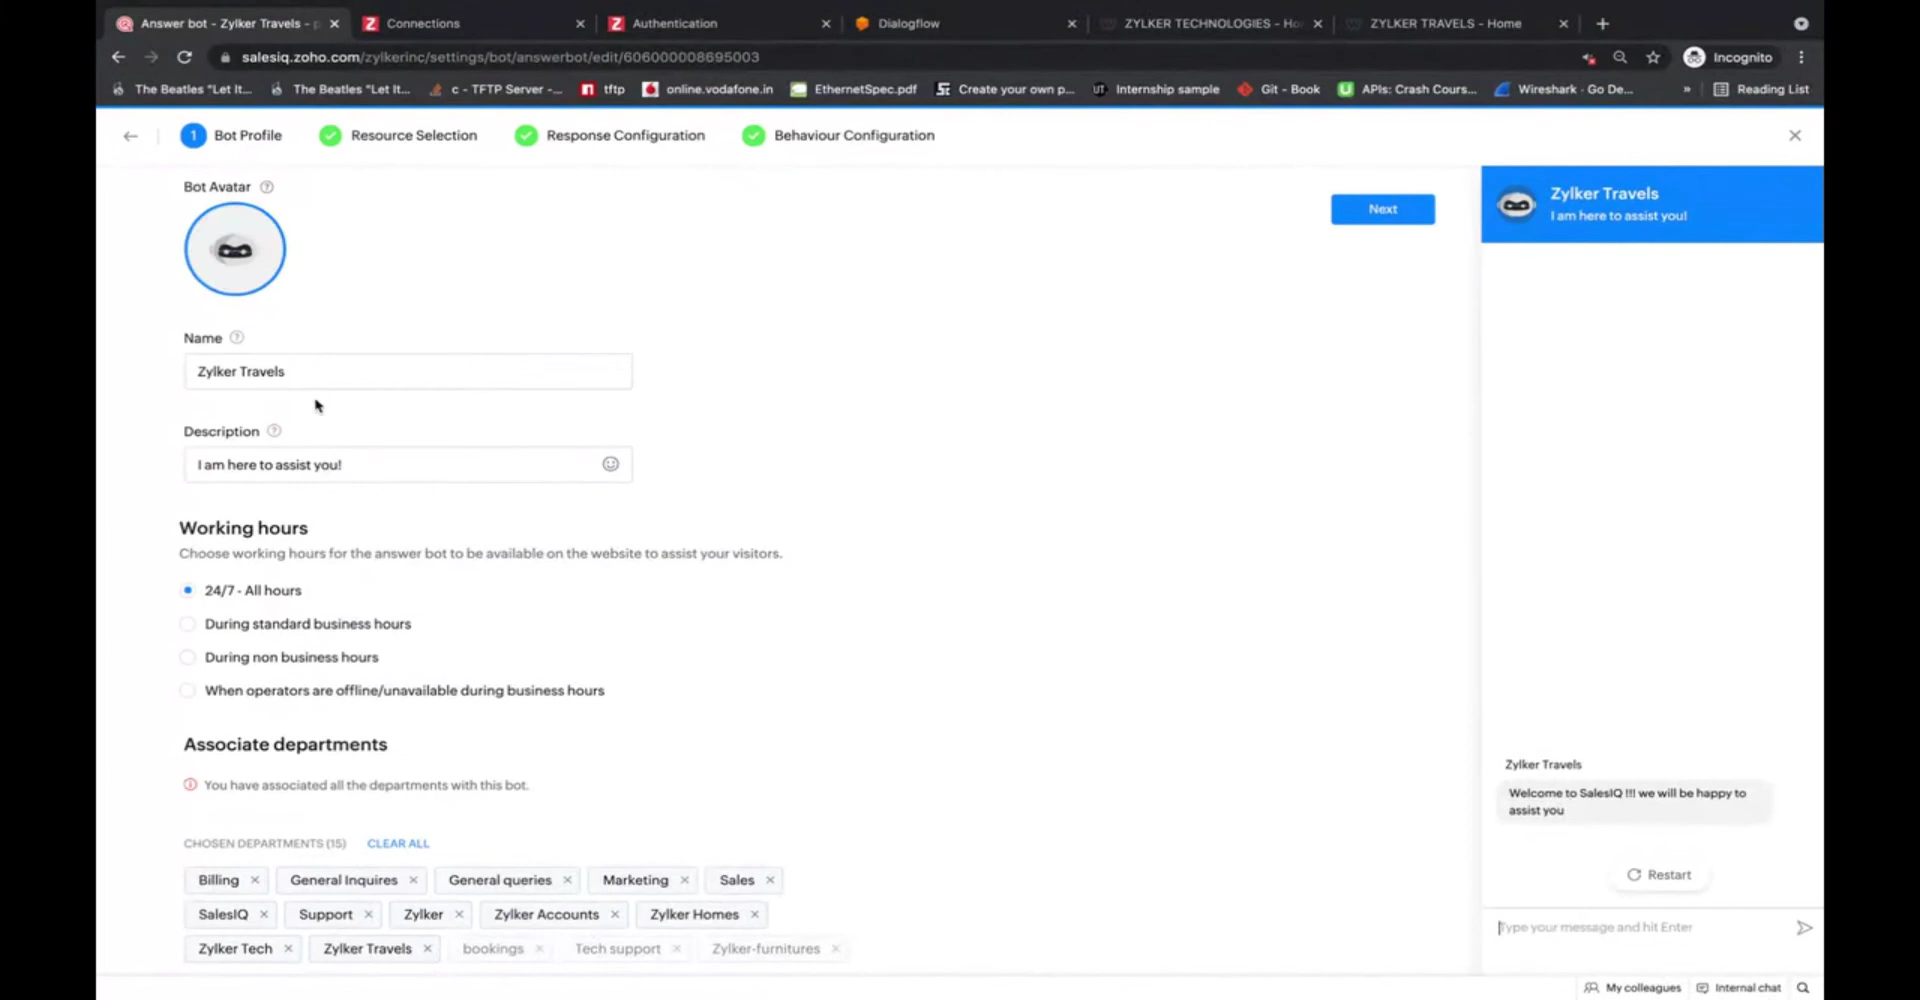 Answer bot - Zylker Travels -
Connections
Authentication
Dialogflow
ZYLKER TECHNOLOGIES - Ho
ZYLKER TRAVELS - Home
salesiq.zoho.com/zylkerinc/settings/bot/answerbot/edit/606000008695003
Incognito
The Beatles "Let It...
The Beatles "Let It...
c - TFTP Server -...
tftp
online.vodafone.in
EthernetSpec.pdf
Create your own p...
Internship sample
Git - Book
APIs: Crash Cours...
Wireshark · Go De...
»
Reading List
1 Bot Profile
Resource Selection
Response Configuration
Behaviour Configuration
Bot Avatar
Next
Name
Zylker Travels
Description
I am here to assist you!
Working hours
Choose working hours for the answer bot to be available on the website to assist your visitors.
24/7 - All hours
During standard business hours
During non business hours
When operators are offline/unavailable during business hours
Associate departments
You have associated all the departments with this bot.
CHOSEN DEPARTMENTS (15) CLEAR ALL
Billing × General Inquires × General queries × Marketing × Sales ×
SalesIQ × Support × Zylker × Zylker Accounts × Zylker Homes ×
Zylker Tech × Zylker Travels × bookings × Tech support × Zylker-furnitures ×
Zylker Travels
I am here to assist you!
Zylker Travels
Welcome to SalesIQ !!! we will be happy to
assist you
Restart
Type your message and hit Enter
My colleagues
Internal chat